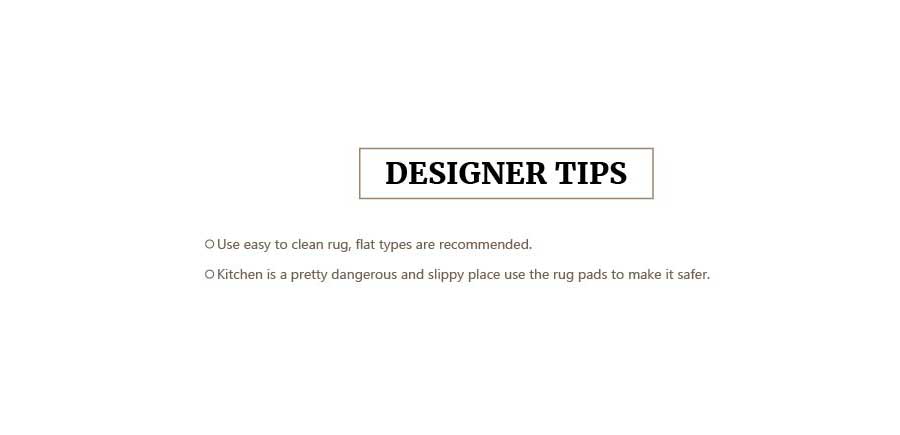 DESIGNER TIPS
Use easy to clean rug, flat types are recommended.
Kitchen is a pretty dangerous and slippy place use the rug pads to make it safer.